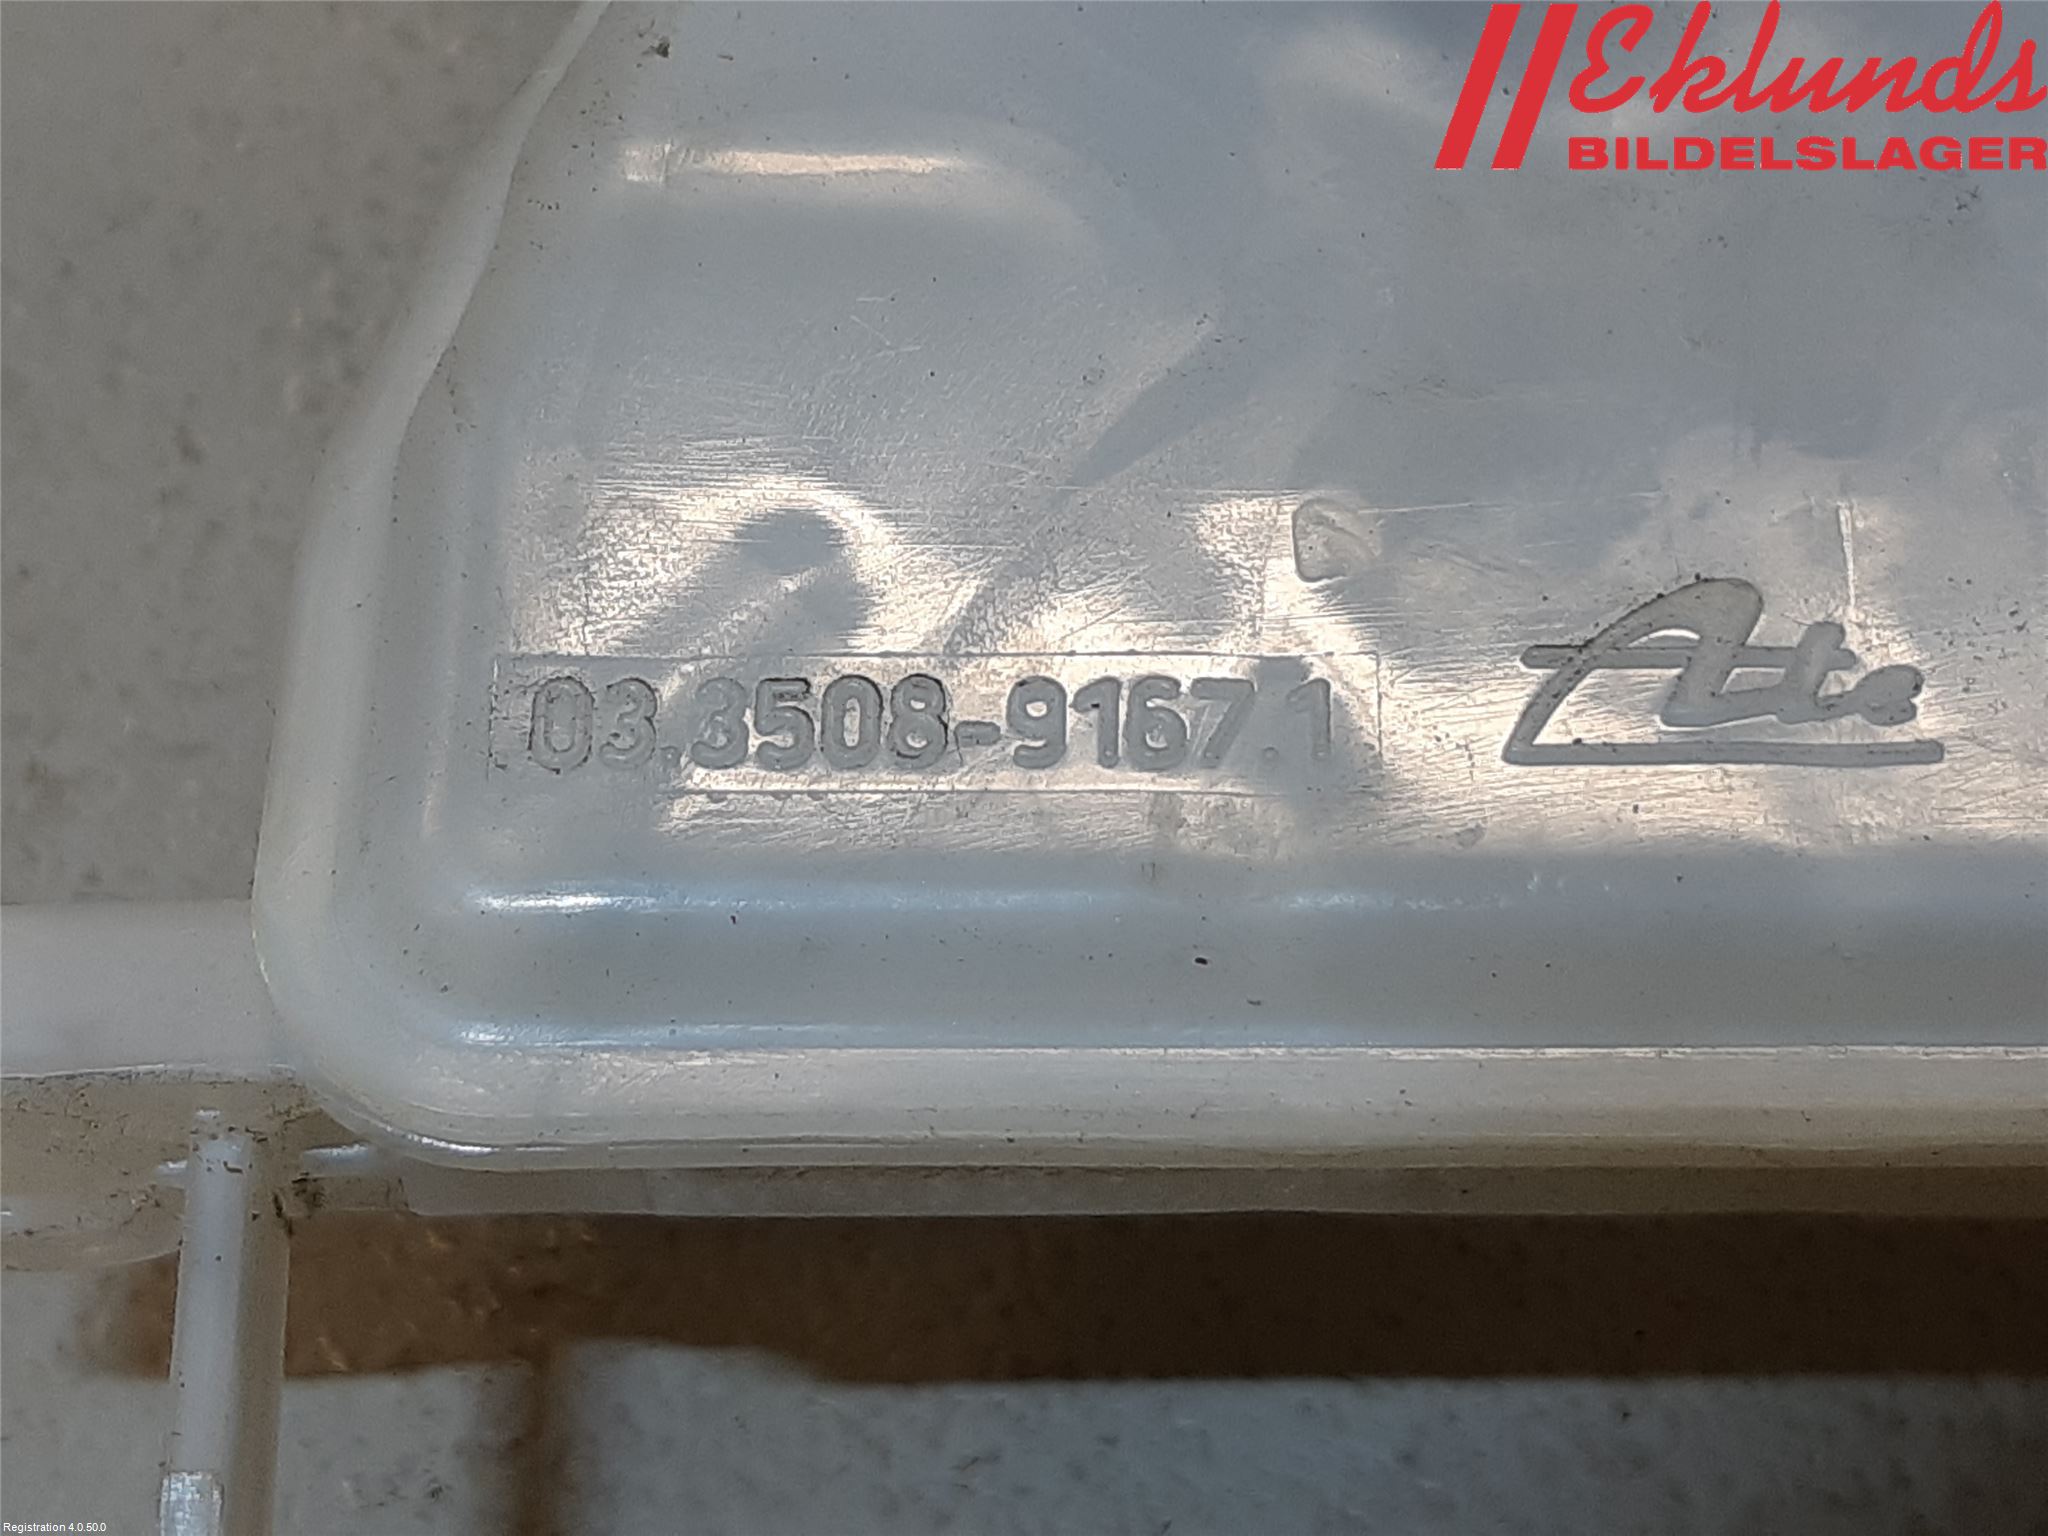 Eklunds
BILDELSLAGER
03.3508-9167.1
Ate
Registration 4.0.50.0